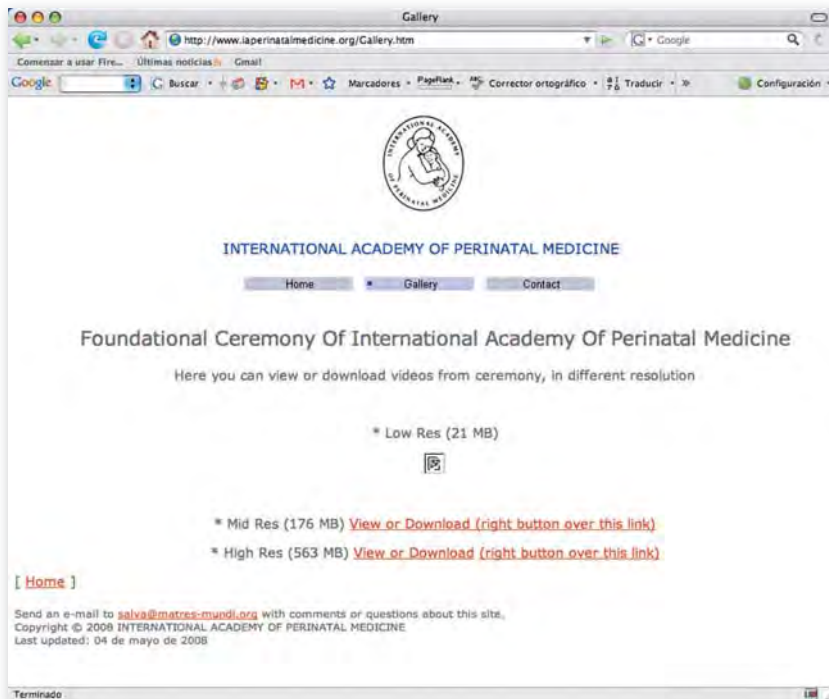 Gallery
http://www.iaperinatalmedicine.org/Gallery.htm
G Google
Comenzar a usar Fire... Últimas noticias Gmail
Google G Buscar Marcadores PageRank ABC Corrector ortográfico Traducir » Configuración
INTERNATIONAL ACADEMY
OF PERINATAL MEDICINE
INTERNATIONAL ACADEMY OF PERINATAL MEDICINE
Home Gallery Contact
Foundational Ceremony Of International Academy Of Perinatal Medicine
Here you can view or download videos from ceremony, in different resolution
* Low Res (21 MB)
* Mid Res (176 MB) View or Download (right button over this link)
* High Res (563 MB) View or Download (right button over this link)
[ Home ]
Send an e-mail to salva@matres-mundi.org with comments or questions about this site.
Copyright © 2008 INTERNATIONAL ACADEMY OF PERINATAL MEDICINE
Last updated: 04 de mayo de 2008
Terminado